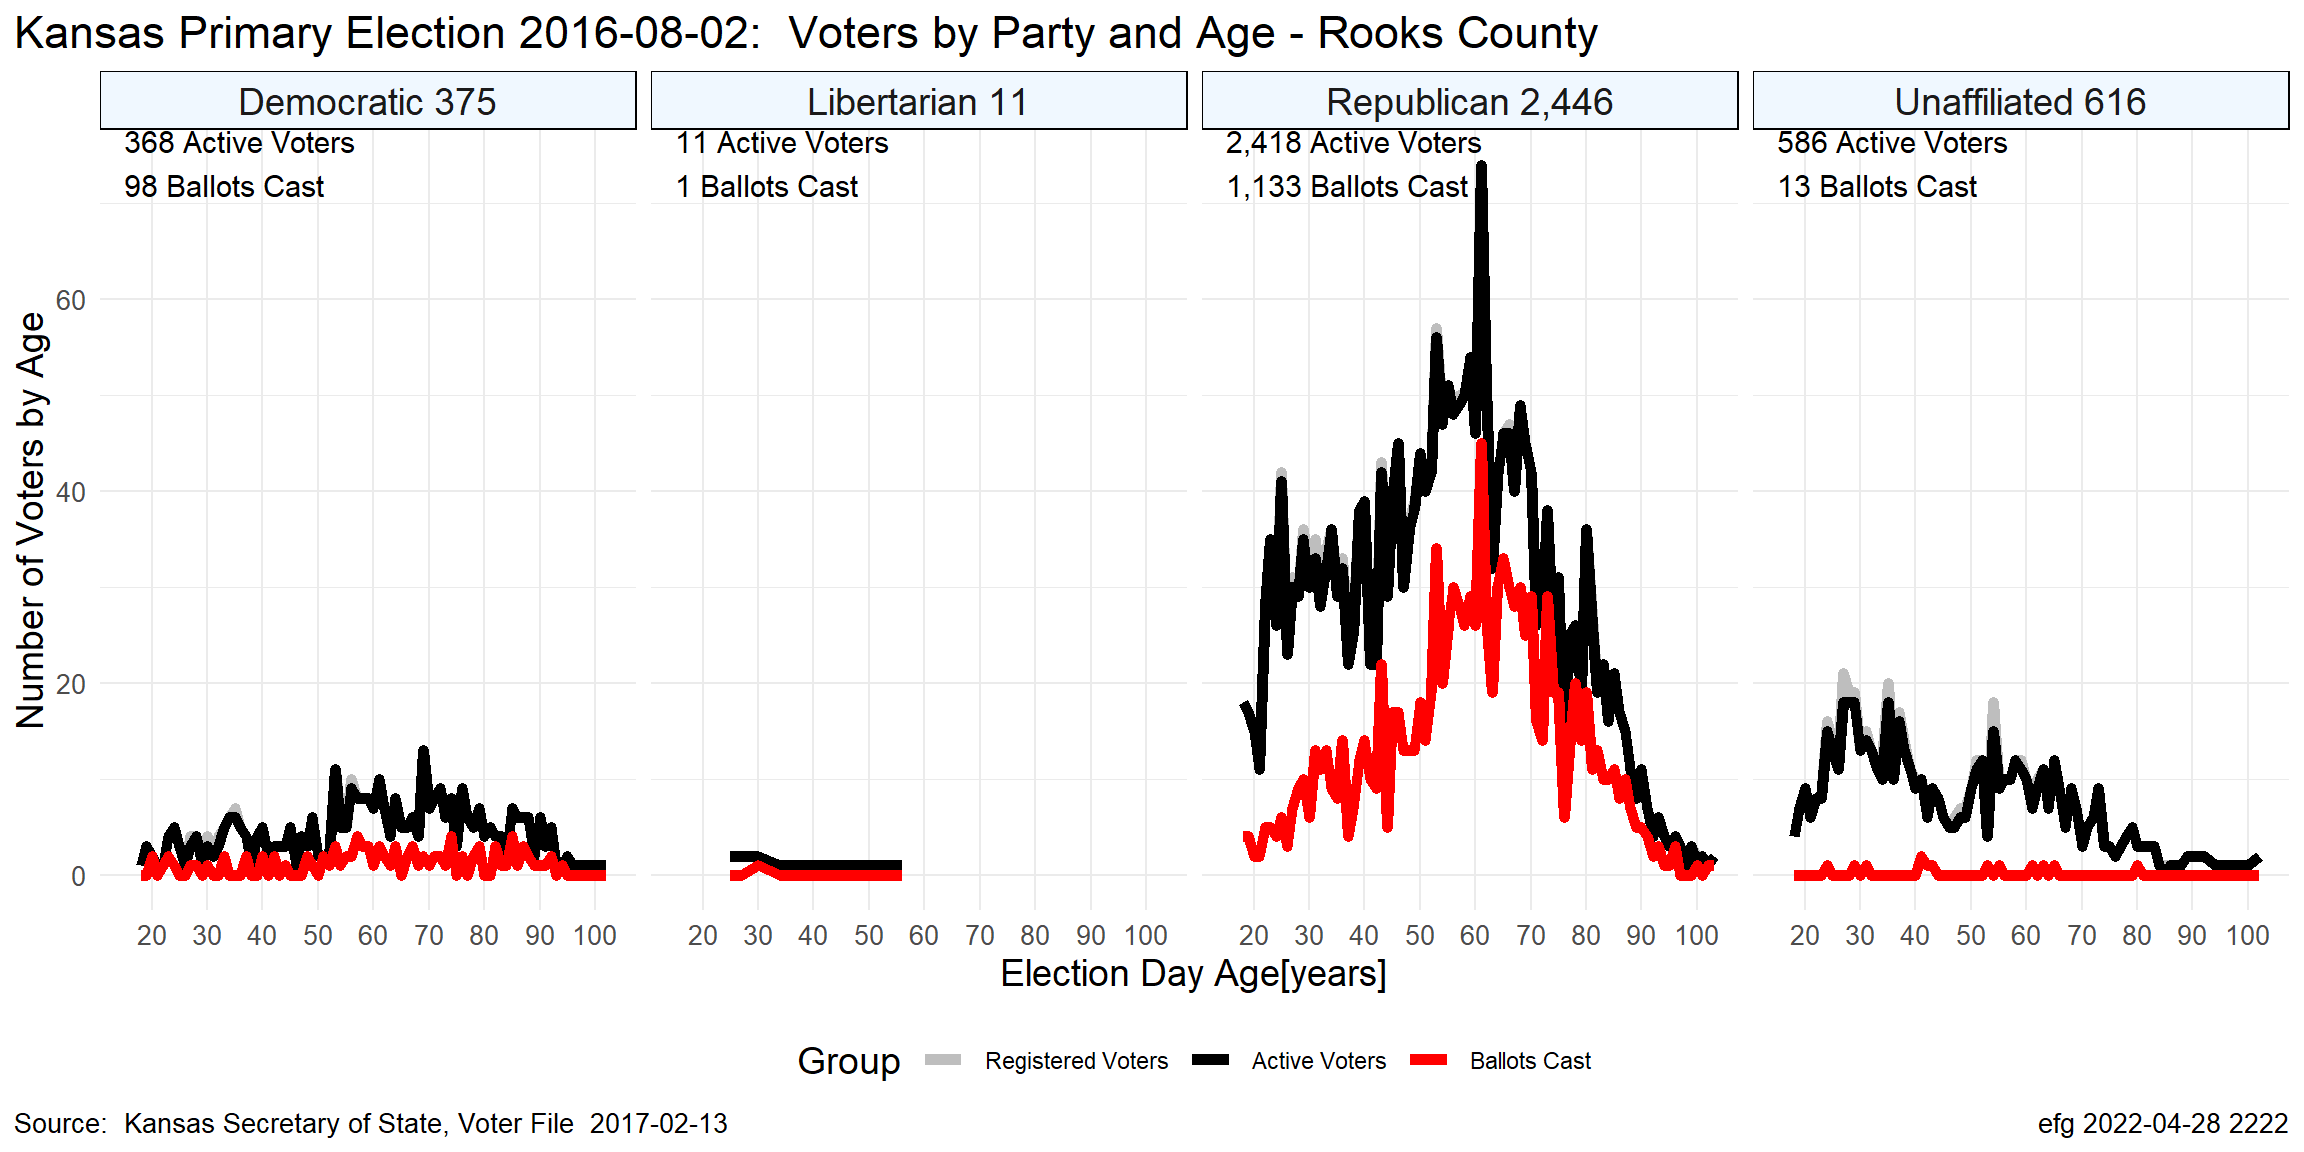 Kansas Primary Election 2016-08-02:  Voters by Party and Age - Rooks County
Democratic 375
Libertarian 11
Republican 2,446
Unaffiliated 616
368 Active Voters
98 Ballots Cast
11 Active Voters
1 Ballots Cast
2,418 Active Voters
1,133 Ballots Cast
586 Active Voters
13 Ballots Cast
Number of Voters by Age
60
40
20
0
20 30 40 50 60 70 80 90 100
20 30 40 50 60 70 80 90 100
20 30 40 50 60 70 80 90 100
20 30 40 50 60 70 80 90 100
Election Day Age[years]
Group Registered Voters Active Voters Ballots Cast
Source:  Kansas Secretary of State, Voter File  2017-02-13
efg 2022-04-28 2222